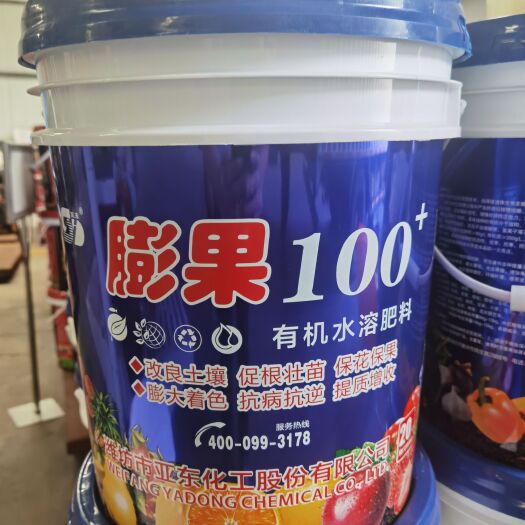 膨果100+
有机水溶肥料
改良土壤 促根壮苗 保花保果
膨大着色 抗病抗逆 提质增收
服务热线
400-099-3178
潍坊市亚东化工股份有限公司
WEIFANG YADONG CHEMICAL CO., LTD.
20